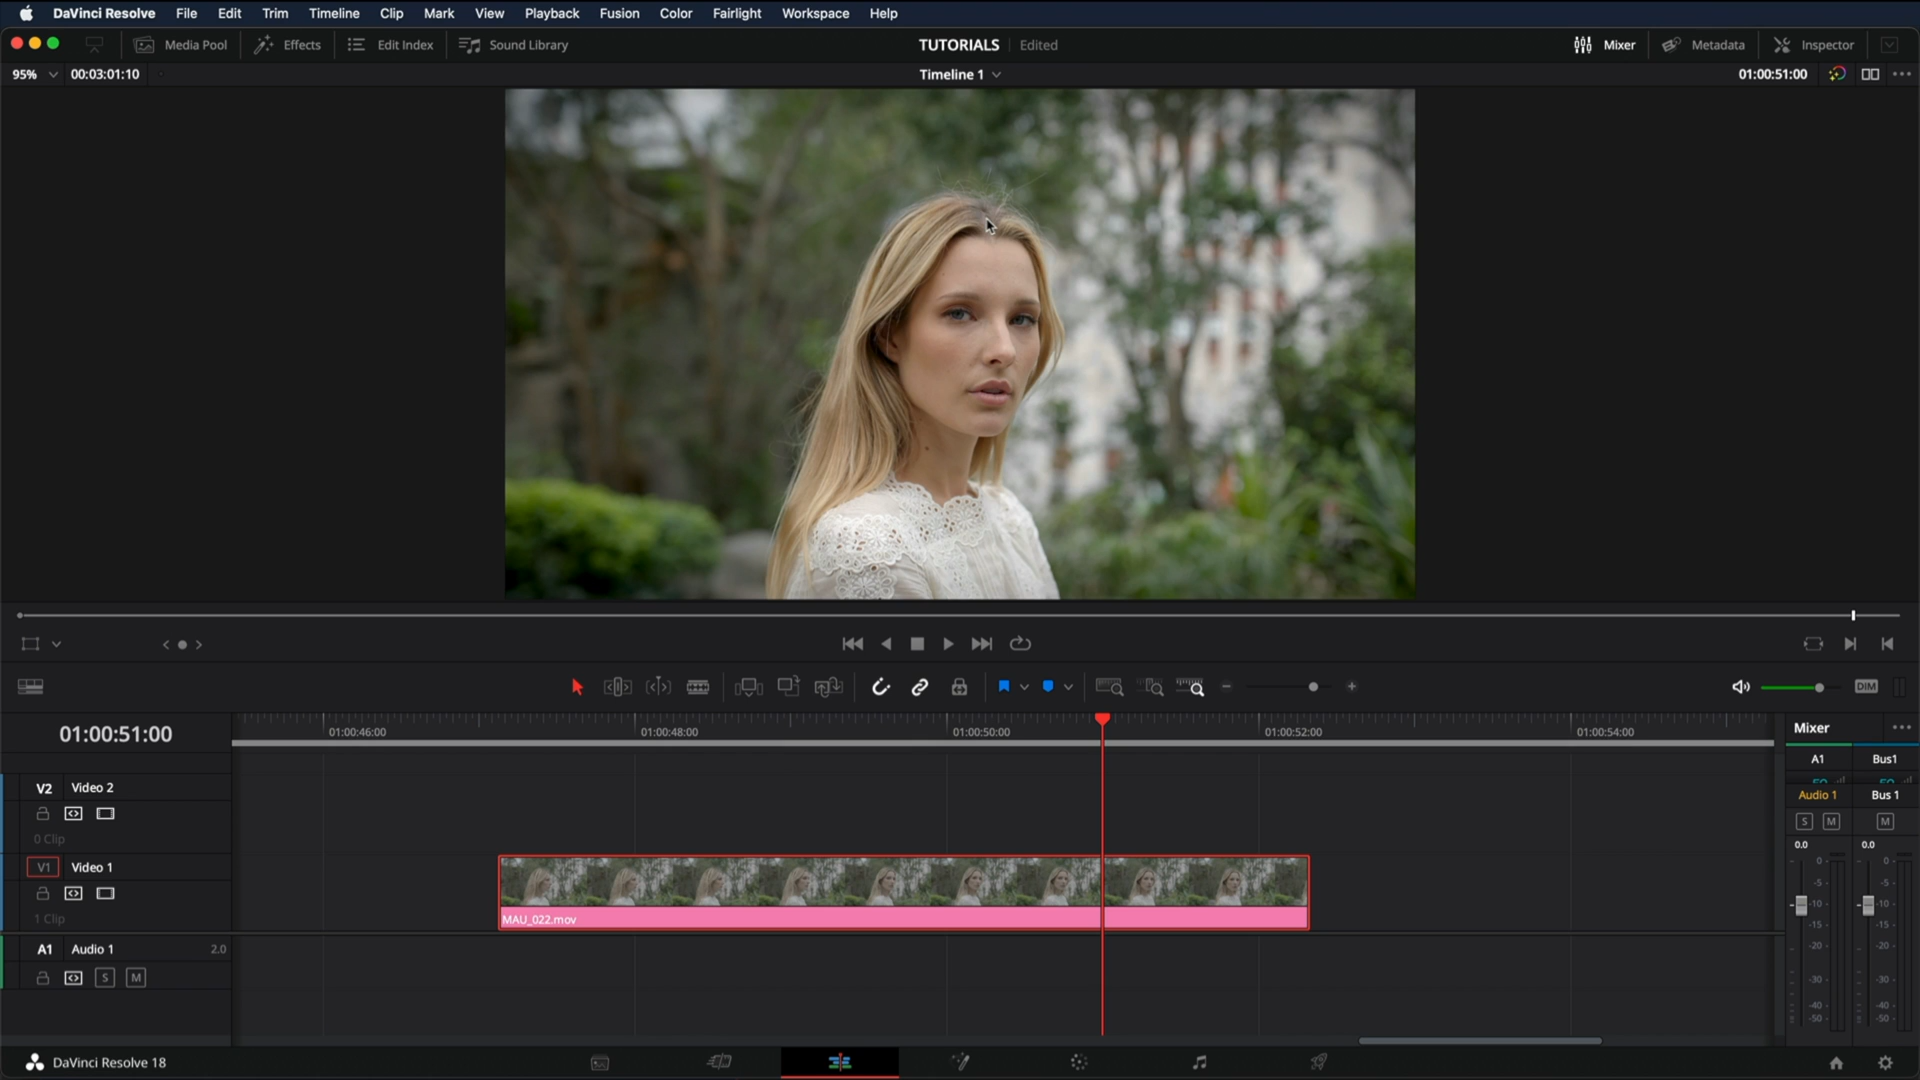 DaVinci Resolve File Edit Trim Timeline Clip Mark View Playback Fusion Color Fairlight Workspace Help
Media Pool Effects Edit Index Sound Library TUTORIALS Edited Mixer Metadata Inspector
95% 00:03:01:10 Timeline 1 01:00:51:00
DIM
01:00:51:00 01:00:46:00 01:00:48:00 01:00:50:00 01:00:52:00 01:00:54:00 Mixer
A1 Bus1
V2 Video 2
Audio 1 Bus 1
S M M
0 Clip
0.0 0.0
V1 Video 1
0 0
-5 -5
-10 -10
1 Clip
MAU_022.mov
-15 -15
A1 Audio 1 2.0
-20 -20
S M
-30 -30
-40 -40
-50 -50
DaVinci Resolve 18